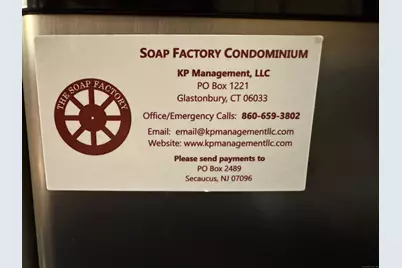 SOAP FACTORY CONDOMINIUM
KP Management, LLC
PO Box 1221
Glastonbury, CT 06033
Office/Emergency Calls: 860-659-3802
Email: email@kpmanagementllc.com
Website: www.kpmanagementllc.com
Please send payments to
PO Box 2489
Secaucus, NJ 07096
THE SOAP FACTORY